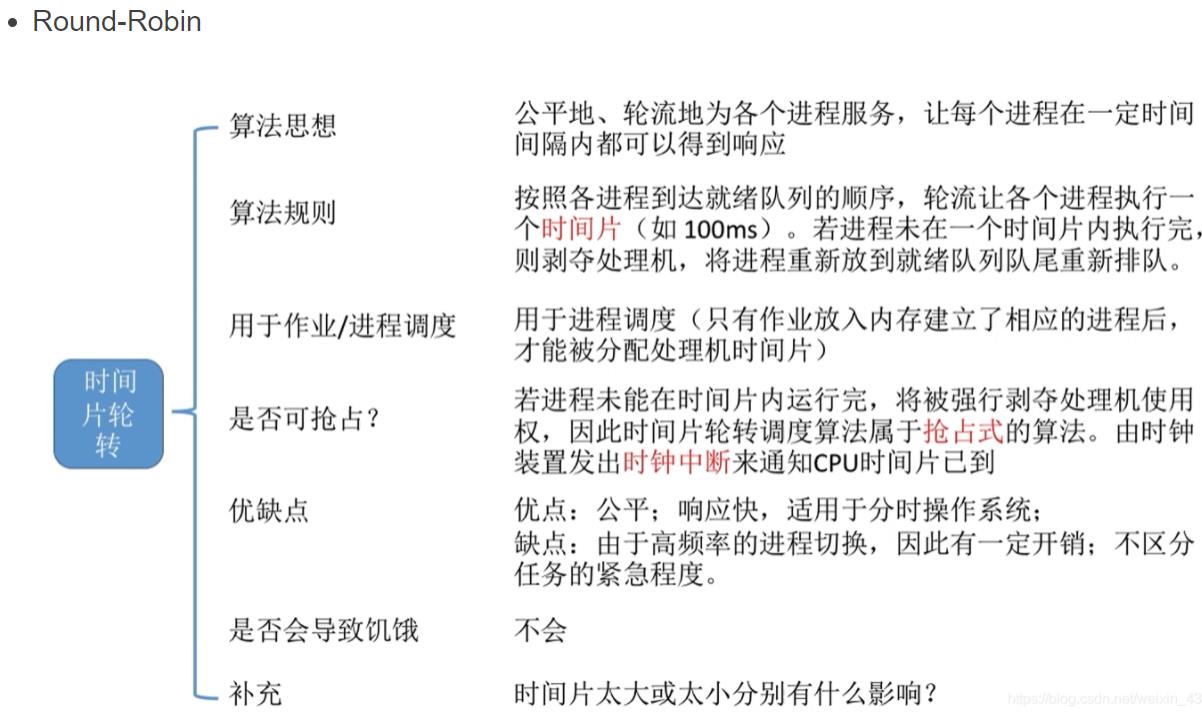 Round-Robin
算法思想
公平地、轮流地为各个进程服务，让每个进程在一定时间
间隔内都可以得到响应
算法规则
按照各进程到达就绪队列的顺序，轮流让各个进程执行一
个时间片（如 100ms）。若进程未在一个时间片内执行完，
则剥夺处理机，将进程重新放到就绪队列队尾重新排队。
用于作业/进程调度
用于进程调度（只有作业放入内存建立了相应的进程后，
才能被分配处理机时间片）
时间
片轮
转
是否可抢占？
若进程未能在时间片内运行完，将被强行剥夺处理机使用
权，因此时间片轮转调度算法属于抢占式的算法。由时钟
装置发出时钟中断来通知CPU时间片已到
优缺点
优点：公平；响应快，适用于分时操作系统；
缺点：由于高频率的进程切换，因此有一定开销；不区分
任务的紧急程度。
是否会导致饥饿
不会
补充
时间片太大或太小分别有什么影响？
https://blog.csdn.net/weixin_43